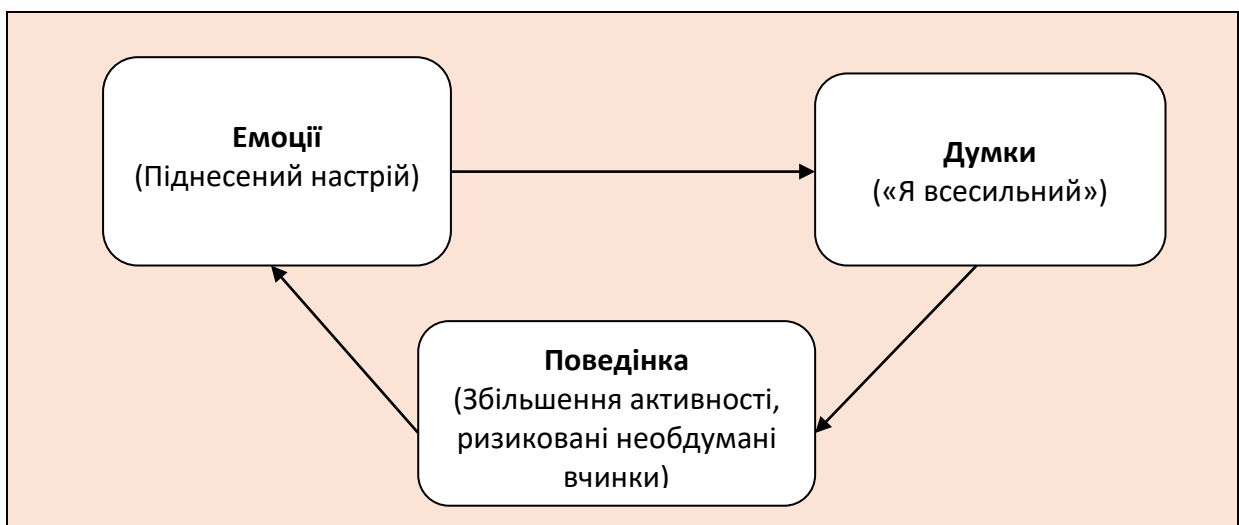 Емоції
(Піднесений настрій)
Думки
(«Я всесильний»)
Поведінка
(Збільшення активності,
ризиковані необдумані
вчинки)